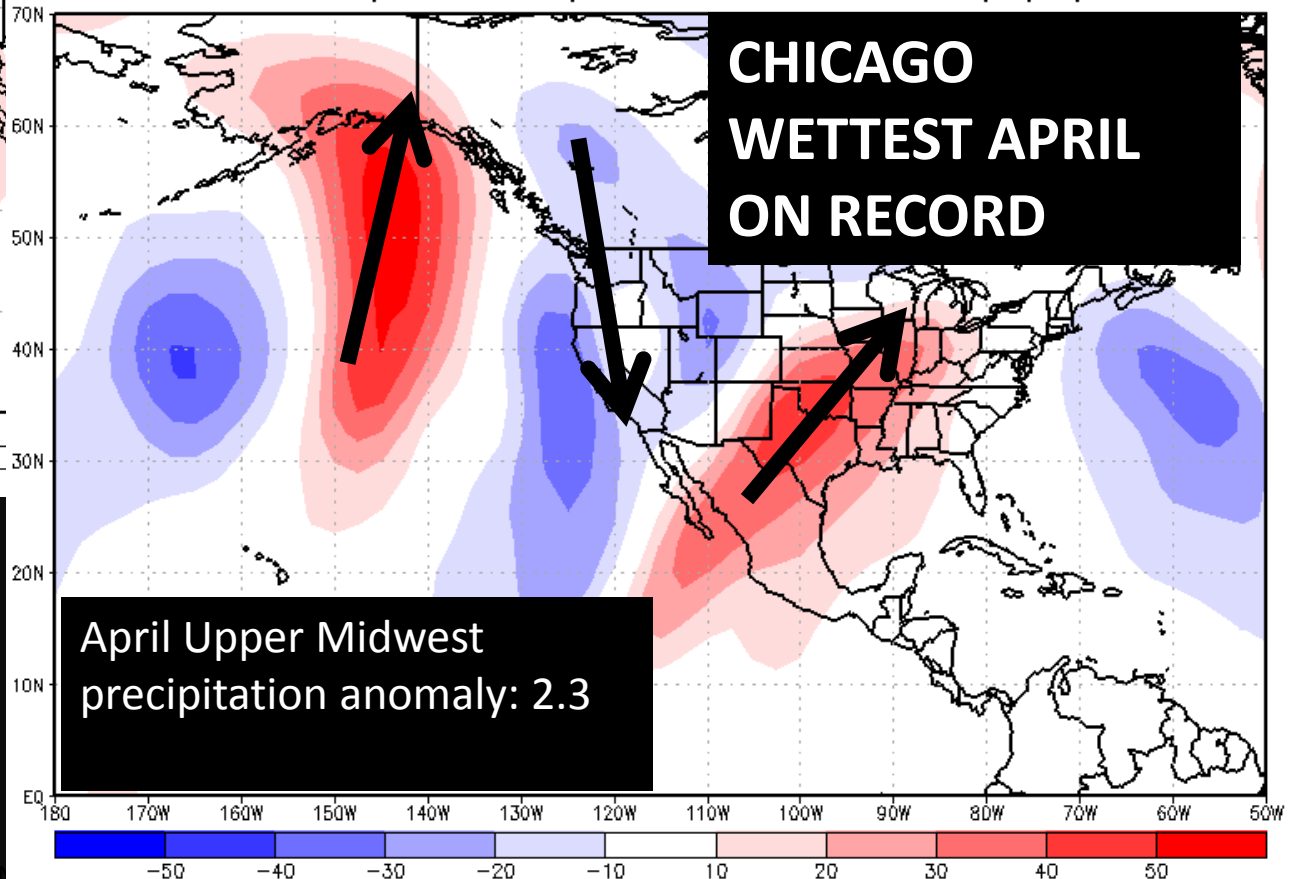 CHICAGO
WETTEST APRIL
ON RECORD
April Upper Midwest
precipitation anomaly: 2.3
70N
60N
50N
40N
30N
20N
10N
EQ
180 170W 160W 150W 140W 130W 120W 110W 100W 90W 80W 70W 60W 50W
-50 -40 -30 -20 -10 10 20 30 40 50